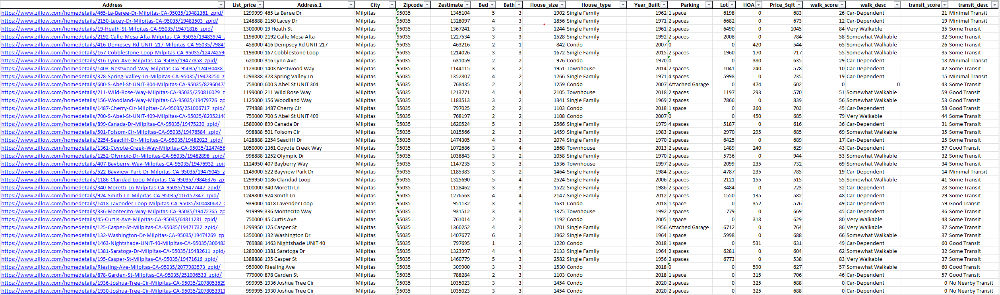 Address List_price Address.1 City Zipcode Zestimate Bed Bath House_size House_type Year_Built Parking Lot HOA Price_Sqft walk_score walk_desc transit_score transit_desc
https://www.zillow.com/homedetails/465-La-Baree-Dr-Milpitas-CA-95035/19481361_zpid/ 1299999 465 La Baree Dr Milpitas 95035 1345104 5 3 1902 Single Family 1962 1 space 6198 0 683 26 Car-Dependent 21 Minimal Transit
https://www.zillow.com/homedetails/2150-Lacey-Dr-Milpitas-CA-95035/19483503_zpid/ 1248888 2150 Lacey Dr Milpitas 95035 1328097 4 3 1856 Single Family 1971 2 spaces 6682 0 673 12 Car-Dependent 19 Minimal Transit
https://www.zillow.com/homedetails/19-Heath-St-Milpitas-CA-95035/19471816_zpid/ 1300000 19 Heath St Milpitas 95035 1367241 3 3 1244 Single Family 1961 2 spaces 6490 0 1045 84 Very Walkable 35 Some Transit
https://www.zillow.com/homedetails/2192-Calle-Mesa-Alta-Milpitas-CA-95035/19483974_ 1198000 2192 Calle Mesa Alta Milpitas 95035 1227534 3 3 1528 Single Family 1992 2 spaces 2008 0 784 58 Somewhat Walkable 32 Some Transit
https://www.zillow.com/homedetails/416-Dempsey-Rd-UNIT-217-Milpitas-CA-95035/7984 458000 416 Dempsey Rd UNIT 217 Milpitas 95035 463216 2 1 842 Condo 2007 0 0 420 544 65 Somewhat Walkable 26 Some Transit
https://www.zillow.com/homedetails/167-Cobblestone-Loop-Milpitas-CA-95035/12474259 1198000 167 Cobblestone Loop Milpitas 95035 1214026 3 3 1672 Single Family 2015 2 spaces 1960 170 717 55 Somewhat Walkable 35 Some Transit
https://www.zillow.com/homedetails/316-Lynn-Ave-Milpitas-CA-95035/19477858_zpid/ 620000 316 Lynn Ave Milpitas 95035 631059 2 2 976 Condo 1970 0 0 380 635 29 Car-Dependent 18 Minimal Transit
https://www.zillow.com/homedetails/1403-Nestwood-Way-Milpitas-CA-95035/124030438_ 1128000 1403 Nestwood Way Milpitas 95035 1144115 3 2 1951 Townhouse 2014 2 spaces 1041 240 578 10 Car-Dependent 42 Some Transit
https://www.zillow.com/homedetails/378-Spring-Valley-Ln-Milpitas-CA-95035/19478250_z 1298888 378 Spring Valley Ln Milpitas 95035 1352807 4 2 1766 Single Family 1971 4 spaces 5998 0 735 19 Car-Dependent 15 Minimal Transit
https://www.zillow.com/homedetails/600-S-Abel-St-UNIT-304-Milpitas-CA-95035/8296047 758000 600 S Abel St UNIT 304 Milpitas 95035 768435 2 2 1259 Condo 2007 Attached Garage 0 474 602 0 0 43 Some Transit
https://www.zillow.com/homedetails/211-Wild-Rose-Way-Milpitas-CA-95035/250816029_z 1199000 211 Wild Rose Way Milpitas 95035 1213771 4 4 2105 Townhouse 2018 2 spaces 1197 293 570 51 Somewhat Walkable 59 Good Transit
https://www.zillow.com/homedetails/156-Woodland-Way-Milpitas-CA-95035/19479726_zp 1125000 156 Woodland Way Milpitas 95035 1183513 3 2 1341 Single Family 1969 2 spaces 7866 0 839 56 Somewhat Walkable 53 Good Transit
https://www.zillow.com/homedetails/1487-Cherry-Cir-Milpitas-CA-95035/251006717_zpid/ 774888 1487 Cherry Cir Milpitas 95035 797025 2 2 1103 Condo 2018 1 space 0 360 703 45 Car-Dependent 58 Good Transit
https://www.zillow.com/homedetails/700-S-Abel-St-UNIT-409-Milpitas-CA-95035/8295214 759000 700 S Abel St UNIT 409 Milpitas 95035 768197 2 2 1108 Condo 2007 0 0 450 685 79 Very Walkable 44 Some Transit
https://www.zillow.com/homedetails/899-Canada-Dr-Milpitas-CA-95035/19475230_zpid/ 1580000 899 Canada Dr Milpitas 95035 1620524 5 3 2566 Single Family 1979 4 spaces 5187 0 616 36 Car-Dependent 31 Some Transit
https://www.zillow.com/homedetails/501-Folsom-Cir-Milpitas-CA-95035/19476584_zpid/ 998888 501 Folsom Cir Milpitas 95035 1015566 2 3 1459 Single Family 1983 2 spaces 2970 295 685 69 Somewhat Walkable 35 Some Transit
https://www.zillow.com/homedetails/2254-Seacliff-Dr-Milpitas-CA-95035/19482023_zpid/ 1428888 2254 Seacliff Dr Milpitas 95035 1474305 4 3 2074 Single Family 1970 2 spaces 6425 0 689 17 Car-Dependent 25 Some Transit
https://www.zillow.com/homedetails/1361-Coyote-Creek-Way-Milpitas-CA-95035/1247456 1050000 1361 Coyote Creek Way Milpitas 95035 1072686 3 4 1668 Townhouse 2013 2 spaces 1489 240 629 43 Car-Dependent 57 Good Transit
https://www.zillow.com/homedetails/1252-Olympic-Dr-Milpitas-CA-95035/19482898_zpid/ 998888 1252 Olympic Dr Milpitas 95035 1038843 3 2 1058 Single Family 1970 2 spaces 5736 0 944 53 Somewhat Walkable 32 Some Transit
https://www.zillow.com/homedetails/407-Bayberry-Way-Milpitas-CA-95035/19476932_zpi 1124950 407 Bayberry Way Milpitas 95035 1147235 3 3 1536 Townhouse 1997 2 spaces 2099 235 732 69 Somewhat Walkable 34 Some Transit
https://www.zillow.com/homedetails/522-Bayview-Park-Dr-Milpitas-CA-95035/19479045_z 1149000 522 Bayview Park Dr Milpitas 95035 1185383 3 2 1464 Single Family 1984 2 spaces 4787 235 785 19 Car-Dependent 14 Minimal Transit
https://www.zillow.com/homedetails/1186-Claridad-Loop-Milpitas-CA-95035/79846376_zp 1299950 1186 Claridad Loop Milpitas 95035 1325690 5 4 2524 Single Family 2006 2 spaces 2121 155 515 55 Somewhat Walkable 41 Some Transit
https://www.zillow.com/homedetails/340-Moretti-Ln-Milpitas-CA-95035/19477447_zpid/ 1100000 340 Moretti Ln Milpitas 95035 1128462 3 3 1522 Single Family 1986 2 spaces 3484 0 723 32 Car-Dependent 28 Some Transit
https://www.zillow.com/homedetails/924-Smith-Ln-Milpitas-CA-95035/116157347_zpid/ 1249800 924 Smith Ln Milpitas 95035 1276563 4 4 2147 Single Family 2012 2 spaces 1550 135 582 48 Car-Dependent 29 Some Transit
https://www.zillow.com/homedetails/1418-Lavender-Loop-Milpitas-CA-95035/300480687_ 939000 1418 Lavender Loop Milpitas 95035 951132 3 3 1631 Condo 2018 1 space 0 352 576 49 Car-Dependent 59 Good Transit
https://www.zillow.com/homedetails/336-Montecito-Way-Milpitas-CA-95035/19472765_zp 919999 336 Montecito Way Milpitas 95035 931512 3 3 1375 Townhouse 1992 2 spaces 779 0 669 45 Car-Dependent 36 Some Transit
https://www.zillow.com/homedetails/45-Curtis-Ave-Milpitas-CA-95035/64811281_zpid/ 750000 45 Curtis Ave Milpitas 95035 761014 2 3 1192 Condo 2005 1 space 0 318 629 80 Very Walkable 48 Some Transit
https://www.zillow.com/homedetails/125-Casper-St-Milpitas-CA-95035/19471732_zpid/ 1299950 125 Casper St Milpitas 95035 1360252 4 2 1701 Single Family 1956 Attached Garage 6712 0 764 86 Very Walkable 37 Some Transit
https://www.zillow.com/homedetails/132-Washington-Dr-Milpitas-CA-95035/19474269_zp 1350000 132 Washington Dr Milpitas 95035 1407677 6 3 1962 Single Family 1964 1 space 5998 0 688 66 Somewhat Walkable 37 Some Transit
https://www.zillow.com/homedetails/1463-Nightshade-UNIT-40-Milpitas-CA-95035/300482 769888 1463 Nightshade UNIT 40 Milpitas 95035 797695 1 2 1220 Condo 2018 1 space 0 531 631 49 Car-Dependent 60 Good Transit
https://www.zillow.com/homedetails/1381-Saratoga-Dr-Milpitas-CA-95035/19482611_zpid/ 1289000 1381 Saratoga Dr Milpitas 95035 1323997 4 4 2133 Single Family 1964 2 spaces 6281 0 604 62 Somewhat Walkable 32 Some Transit
https://www.zillow.com/homedetails/195-Casper-St-Milpitas-CA-95035/19471616_zpid/ 1388888 195 Casper St Milpitas 95035 1460779 5 3 2582 Single Family 1956 2 spaces 6773 0 538 83 Very Walkable 37 Some Transit
https://www.zillow.com/homedetails/Riesling-Ave-Milpitas-CA-95035/2077983573_zpid/ 959000 Riesling Ave Milpitas 95035 309900 3 3 1530 Condo 2018 0 0 590 627 57 Somewhat Walkable 60 Good Transit
https://www.zillow.com/homedetails/878-Garden-St-Milpitas-CA-95035/251006533_zpid/ 779000 878 Garden St Milpitas 95035 788284 2 3 1103 Condo 2018 1 space 0 315 706 46 Car-Dependent 57 Good Transit
https://www.zillow.com/homedetails/1936-Joshua-Tree-Cir-Milpitas-CA-95035/207805362 999995 1936 Joshua Tree Cir Milpitas 95035 1035023 3 3 1454 Condo 2020 2 spaces 0 325 688 0 Car-Dependent 0 No Nearby Transit
https://www.zillow.com/homedetails/1930-Joshua-Tree-Cir-Milpitas-CA-95035/207805391 999995 1930 Joshua Tree Cir Milpitas 95035 1035023 3 3 1454 Condo 2020 2 spaces 0 325 688 0 Car-Dependent 0 No Nearby Transit